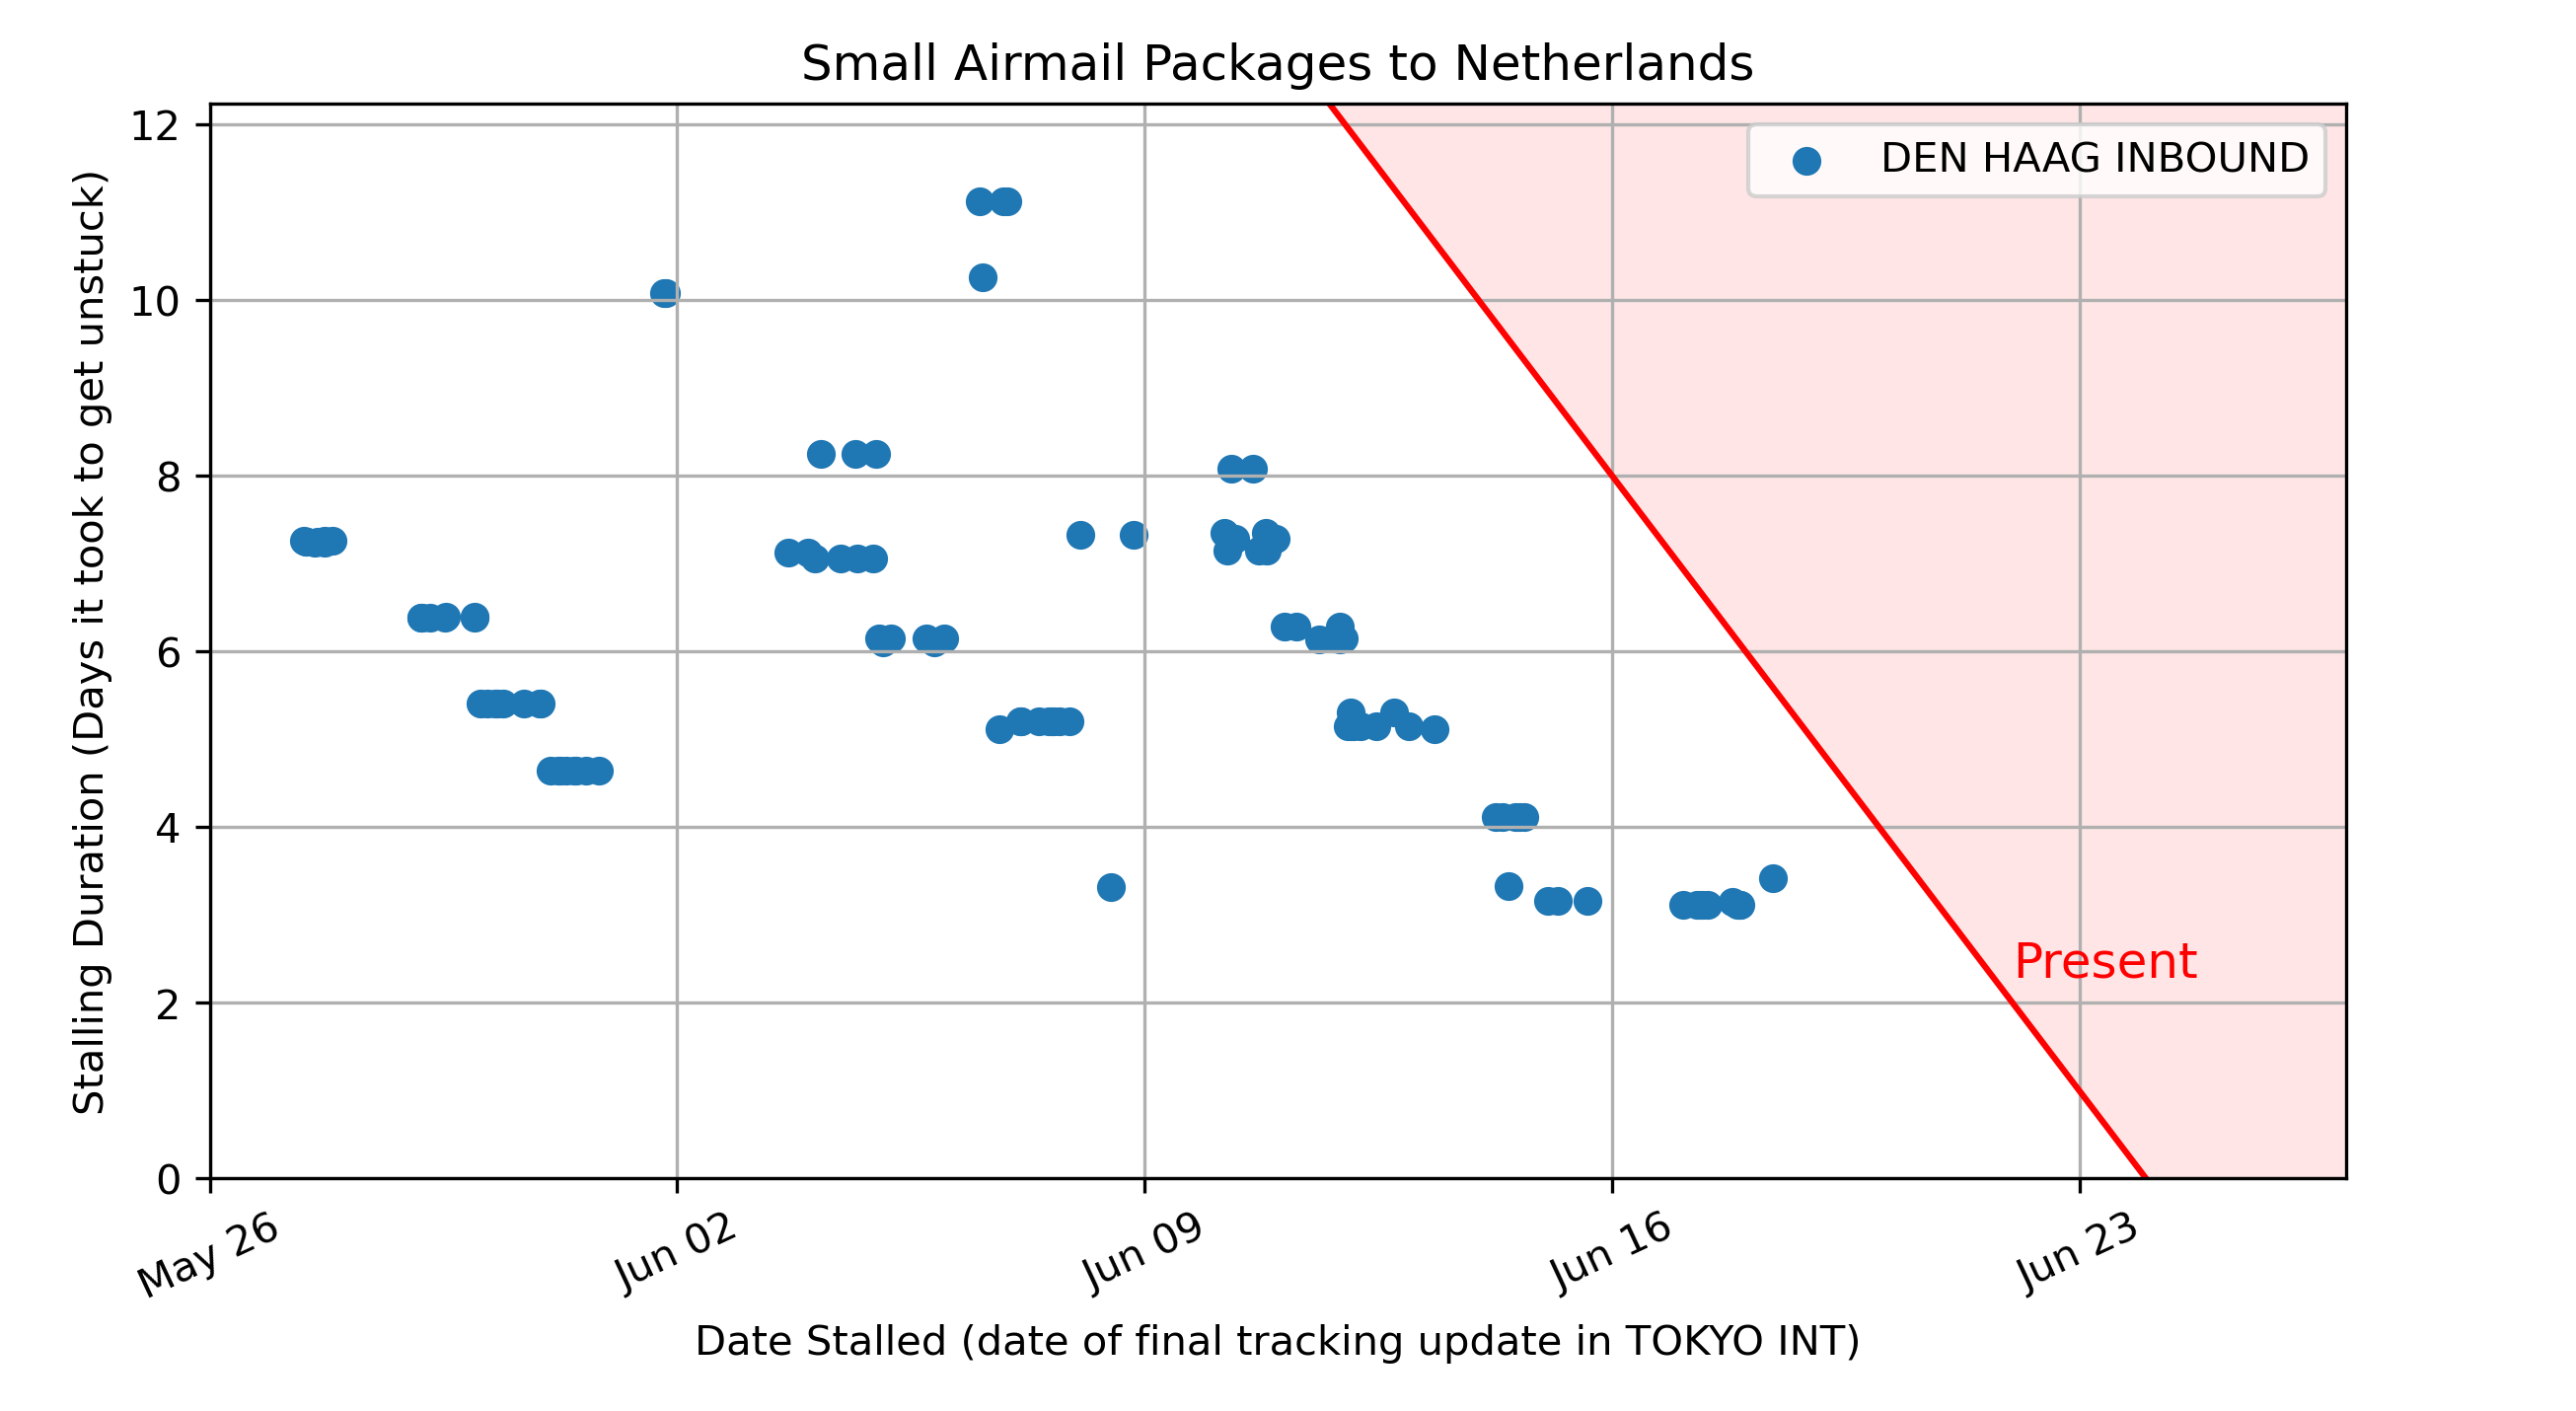 Small Airmail Packages to Netherlands
DEN HAAG INBOUND
Present
Stalling Duration (Days it took to get unstuck)
12
10
8
6
4
2
0
May 26
Jun 02
Jun 09
Jun 16
Jun 23
Date Stalled (date of final tracking update in TOKYO INT)